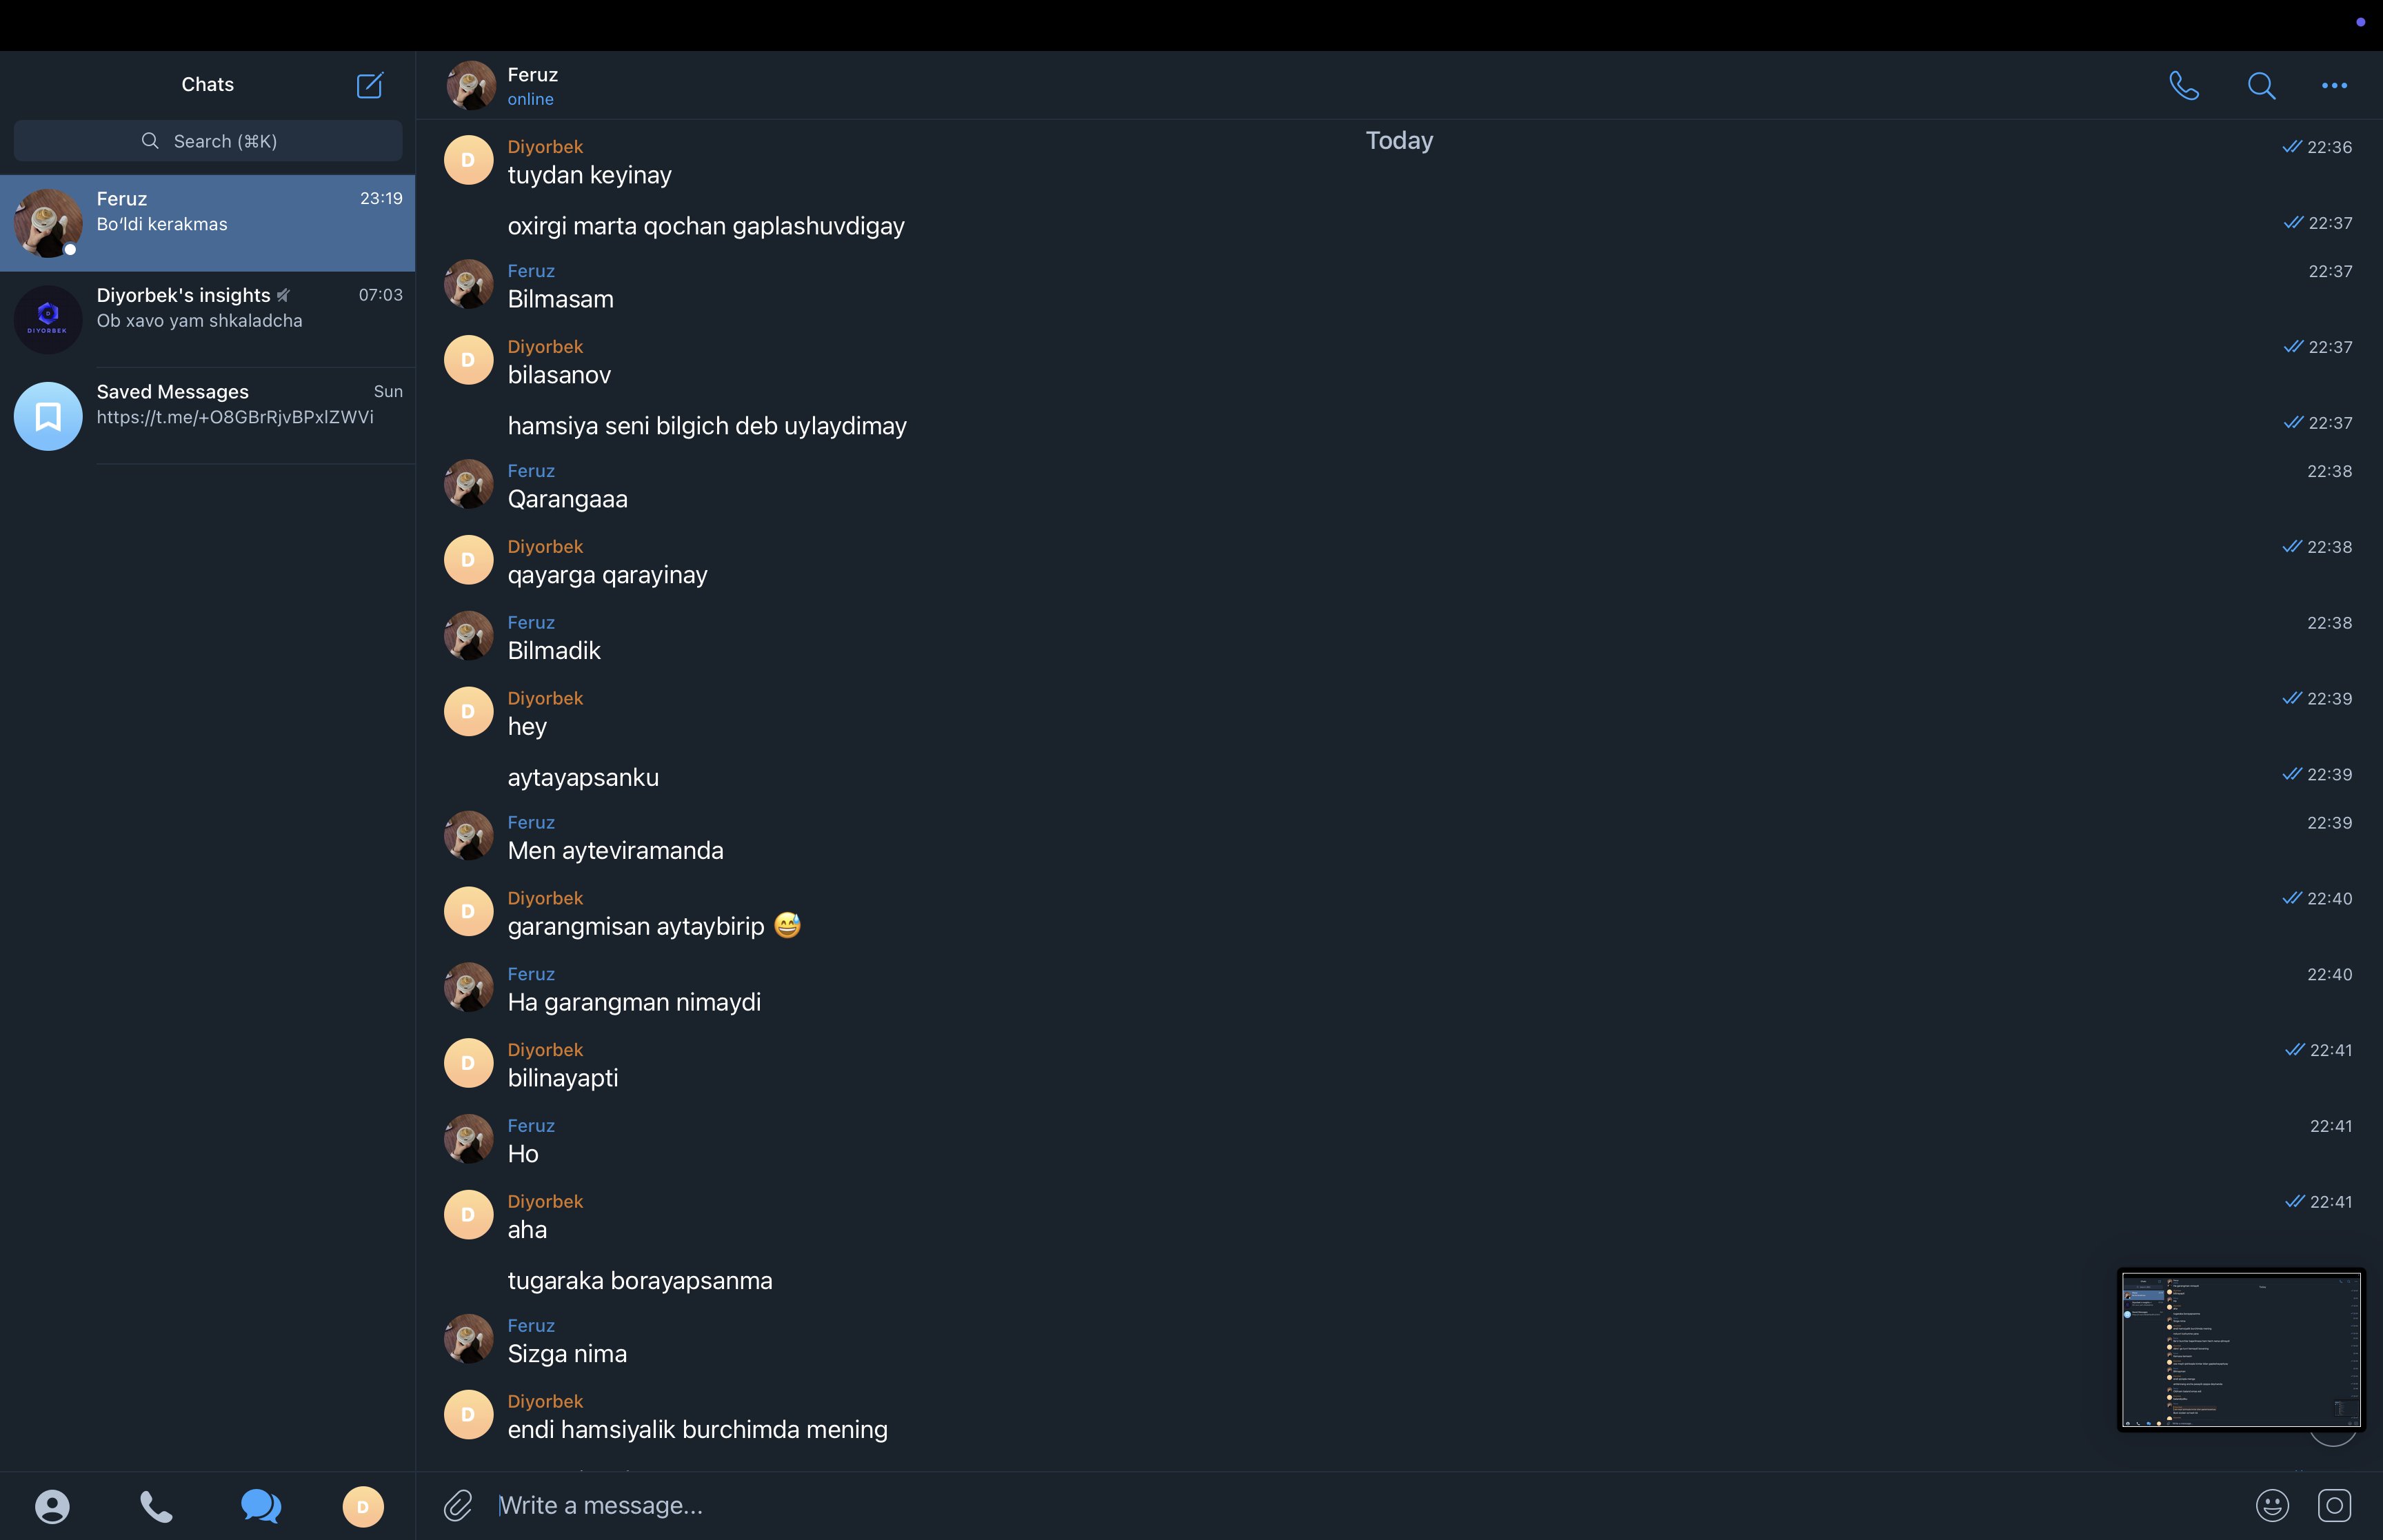 Chats
Search (⌘K)
Feruz
23:19
Bo‘ldi kerakmas
Diyorbek's insights
07:03
Ob xavo yam shkaladcha
DIYORBEK
Saved Messages
Sun
https://t.me/+O8GBrRjvBPxlZWVi
D
Feruz
online
Today
D
Diyorbek
22:36
tuydan keyinay
oxirgi marta qochan gaplashuvdigay
22:37
Feruz
22:37
Bilmasam
D
Diyorbek
22:37
bilasanov
hamsiya seni bilgich deb uylaydimay
22:37
Feruz
22:38
Qarangaaa
D
Diyorbek
22:38
qayarga qarayinay
Feruz
22:38
Bilmadik
D
Diyorbek
22:39
hey
aytayapsanku
22:39
Feruz
22:39
Men ayteviramanda
D
Diyorbek
22:40
garangmisan aytaybirip 😅
Feruz
22:40
Ha garangman nimaydi
D
Diyorbek
22:41
bilinayapti
Feruz
22:41
Ho
D
Diyorbek
22:41
aha
tugaraka borayapsanma
Feruz
Sizga nima
D
Diyorbek
endi hamsiyalik burchimda mening
Write a message...